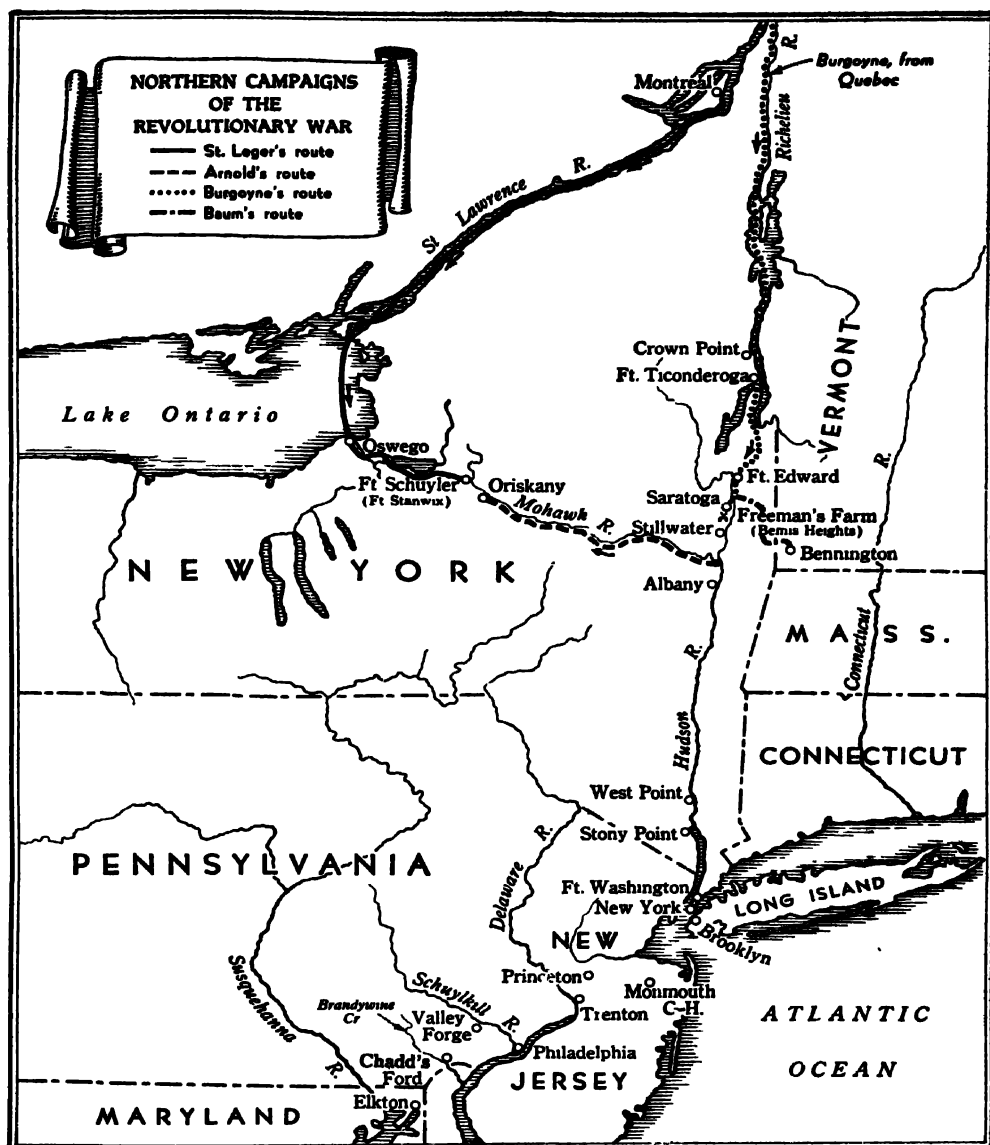 NORTHERN CAMPAIGNS
OF THE
REVOLUTIONARY WAR
St. Leger's route
Arnold's route
Burgoyne's route
Baum's route
Montreal
R.
Burgoyne, from
Quebec
Richelieu
St Lawrence R.
Crown Point
Ft. Ticonderoga
VERMONT
Lake Ontario
Oswego
Ft Schuyler
(Ft Stanwix)
Oriskany
Mohawk R.
Ft. Edward
Saratoga
Freeman's Farm
(Bemis Heights)
Stillwater
Bennington
Albany
NEW YORK
MASS.
Connecticut R.
Hudson R.
CONNECTICUT
West Point
Stony Point
PENNSYLVANIA
Delaware R.
Ft. Washington
New York
LONG ISLAND
Brooklyn
NEW
Princeton
Monmouth
C-H.
Trenton
Susquehanna R.
Schuylkill R.
Brandywine
Cr
Valley
Forge
Philadelphia
Chadd's
Ford
JERSEY
Elkton
MARYLAND
ATLANTIC
OCEAN